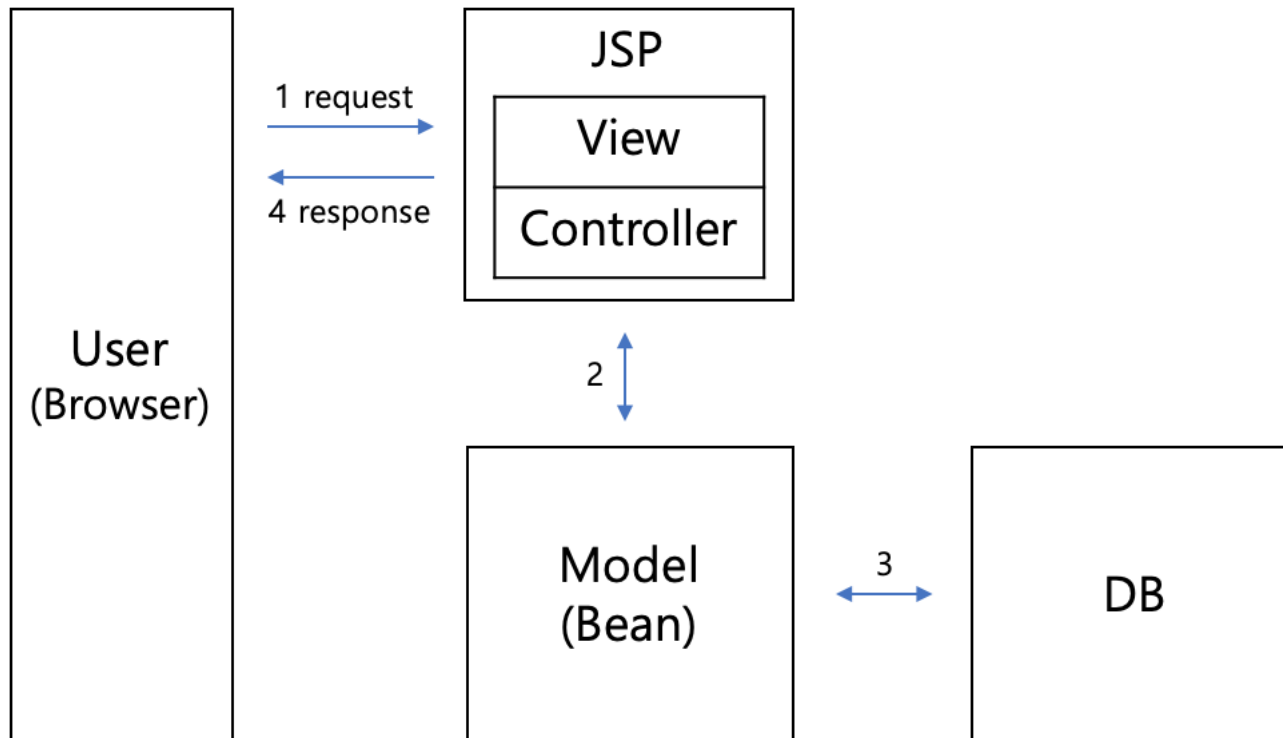 JSP
1 request
View
4 response
Controller
User
(Browser)
2
Model
(Bean)
3
DB